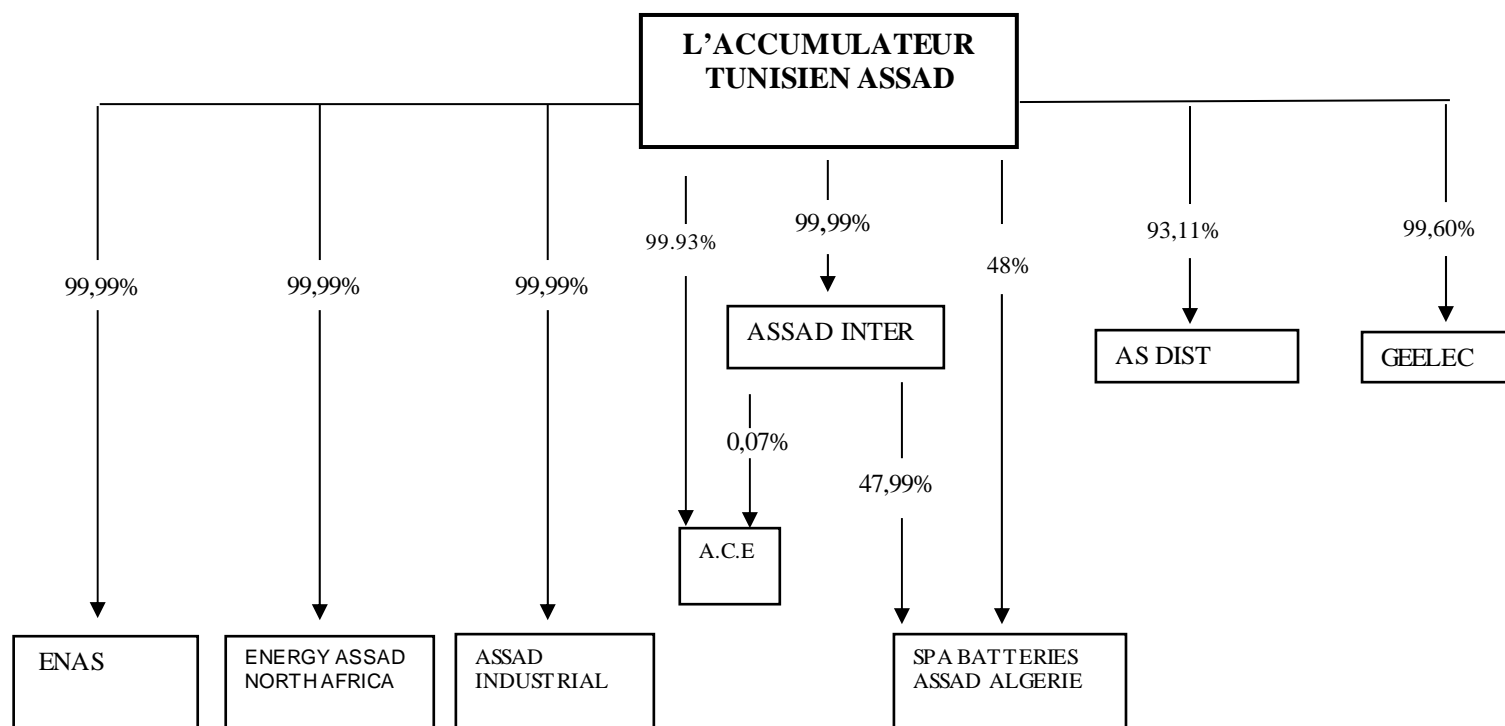 L’ACCUMULATEUR
TUNISIEN ASSAD
99,99%
99,99%
99,99%
99.93%
99,99%
48%
93,11%
99,60%
ASSAD INTER
AS DIST
GEELEC
0,07%
47,99%
A.C.E
ENAS
ENERGY ASSAD
NORTH AFRICA
ASSAD
INDUSTRIAL
SPA BATTERIES
ASSAD ALGERIE